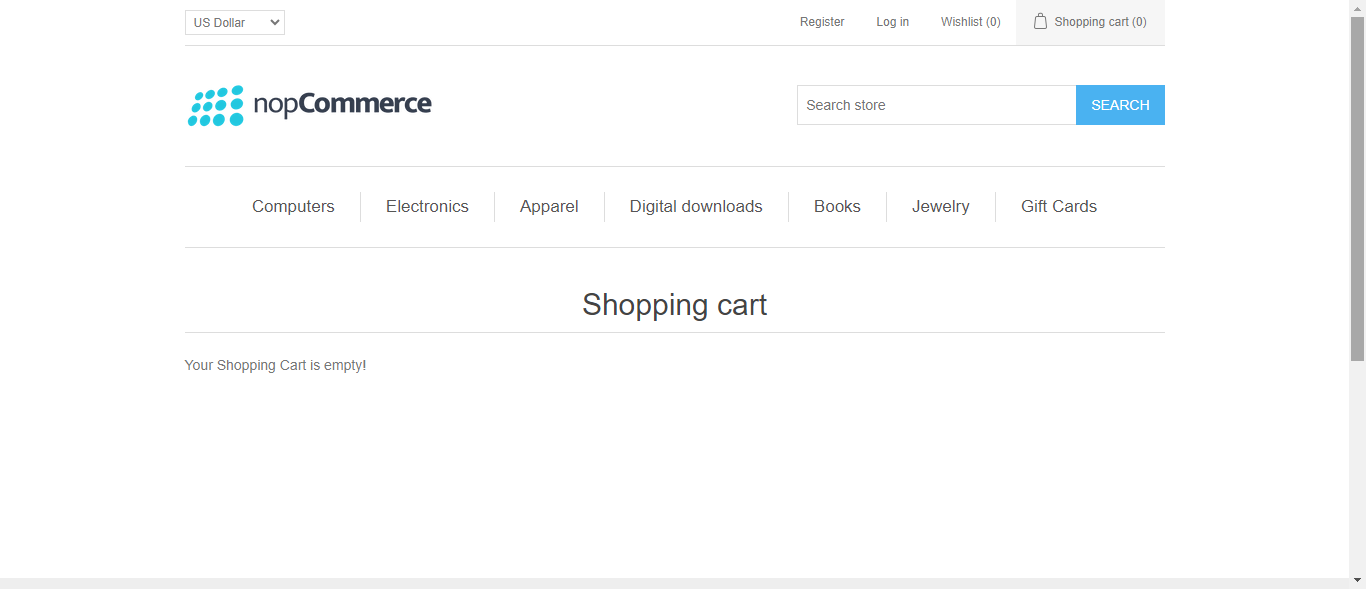 US Dollar
Register
Log in
Wishlist (0)
Shopping cart (0)
nopCommerce
Search store
SEARCH
Computers
Electronics
Apparel
Digital downloads
Books
Jewelry
Gift Cards
Shopping cart
Your Shopping Cart is empty!